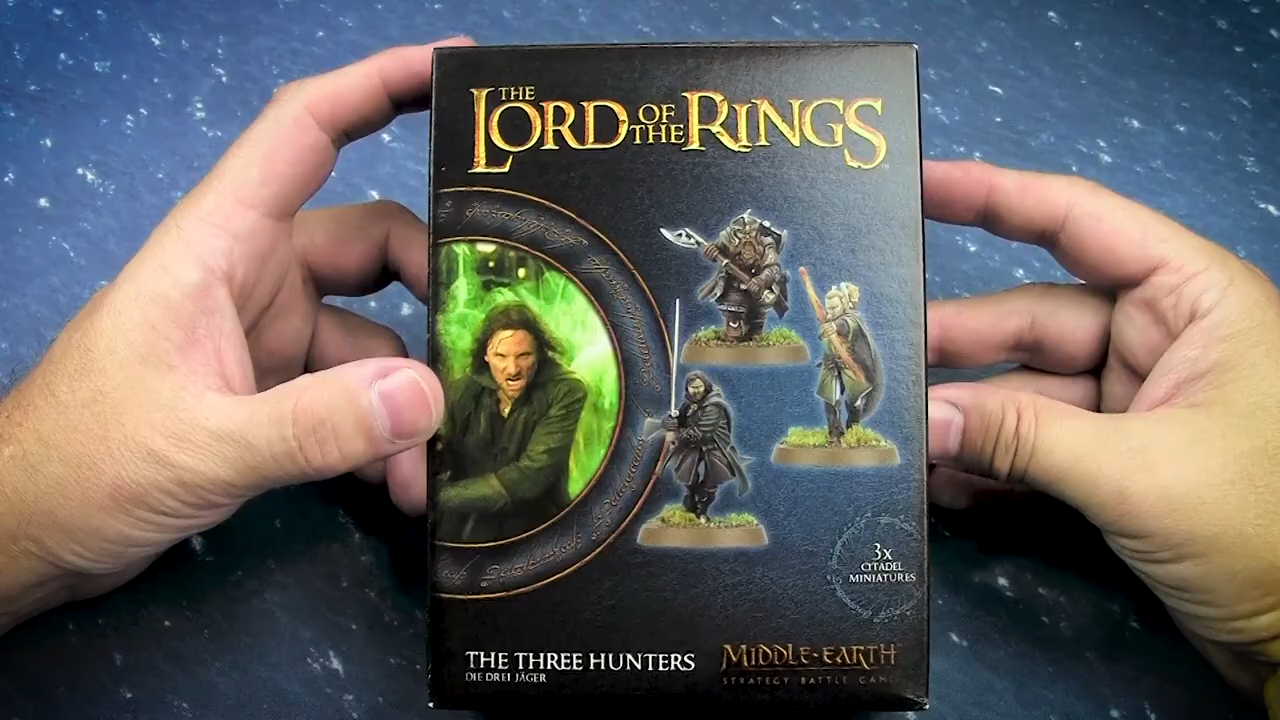 THE LORD OF THE RINGS
3x
CITADEL
MINIATURES
THE THREE HUNTERS
DIE DREI JÄGER
MIDDLE-EARTH
STRATEGY BATTLE GAME